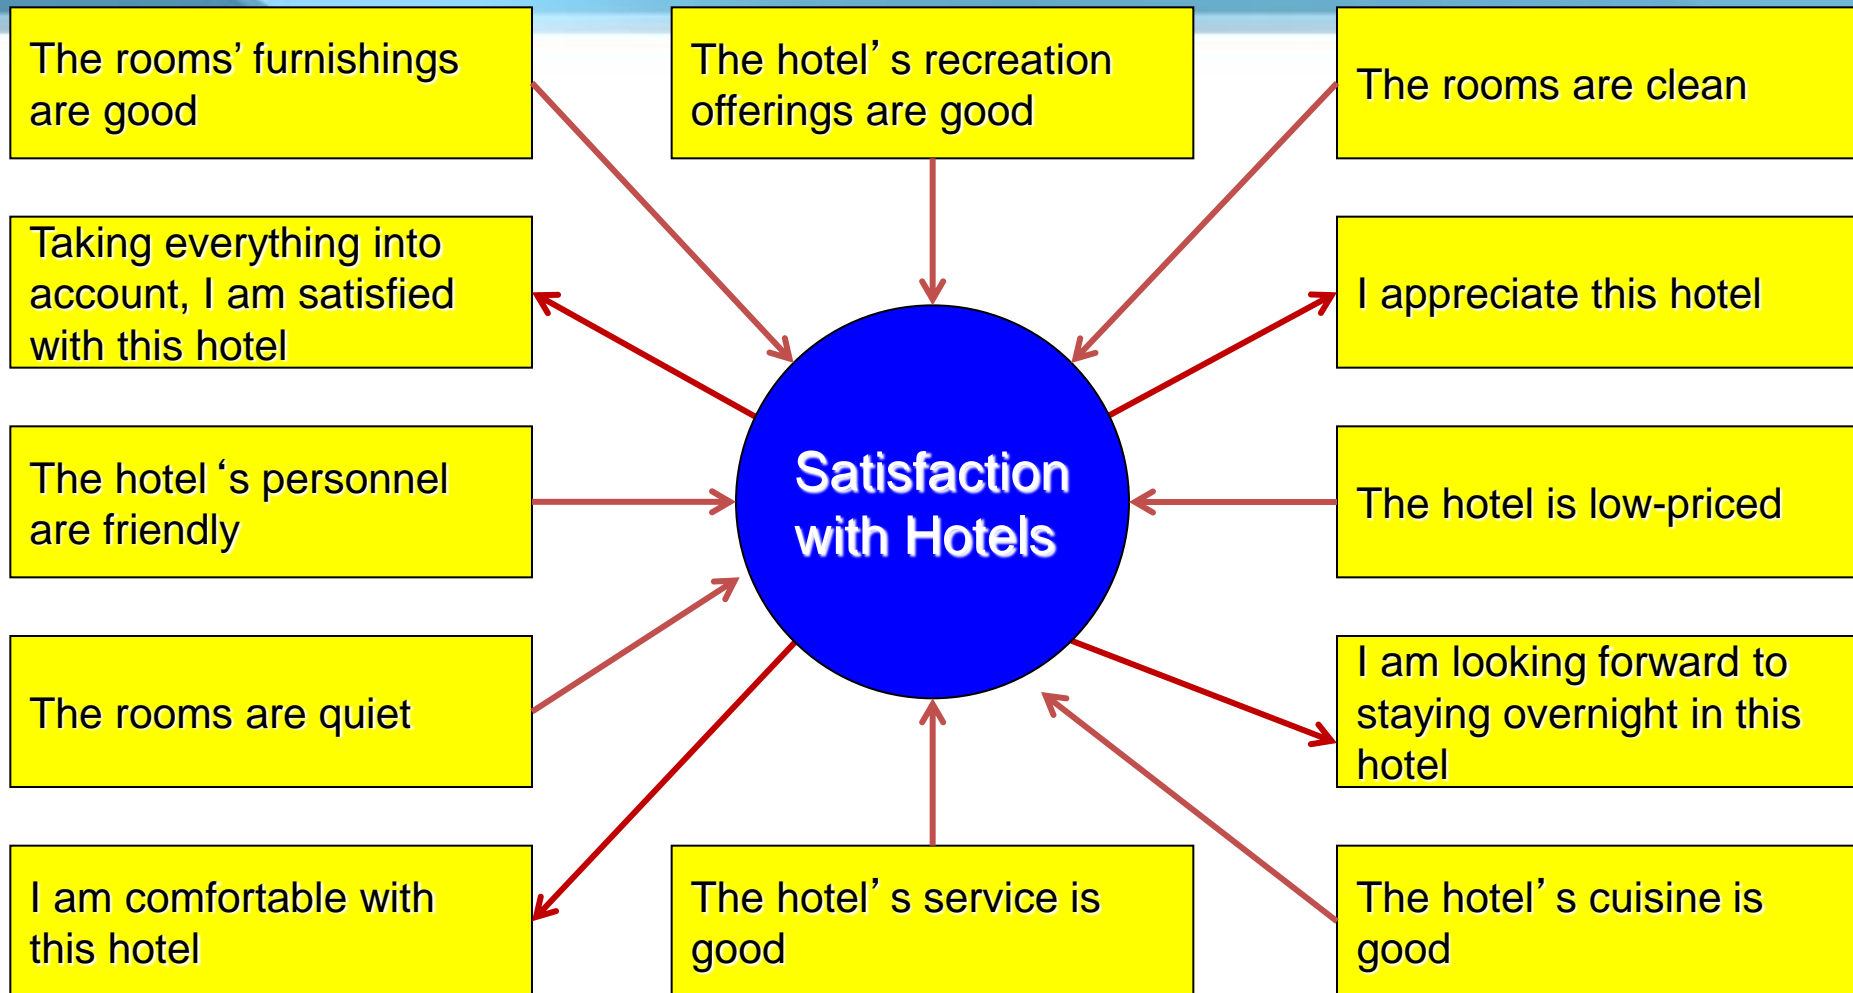 The rooms’ furnishings
are good
The hotel’s recreation
offerings are good
The rooms are clean
Taking everything into
account, I am satisfied
with this hotel
I appreciate this hotel
The hotel ‘s personnel
are friendly
Satisfaction
with Hotels
The hotel is low-priced
The rooms are quiet
I am looking forward to
staying overnight in this
hotel
I am comfortable with
this hotel
The hotel’s service is
good
The hotel’s cuisine is
good